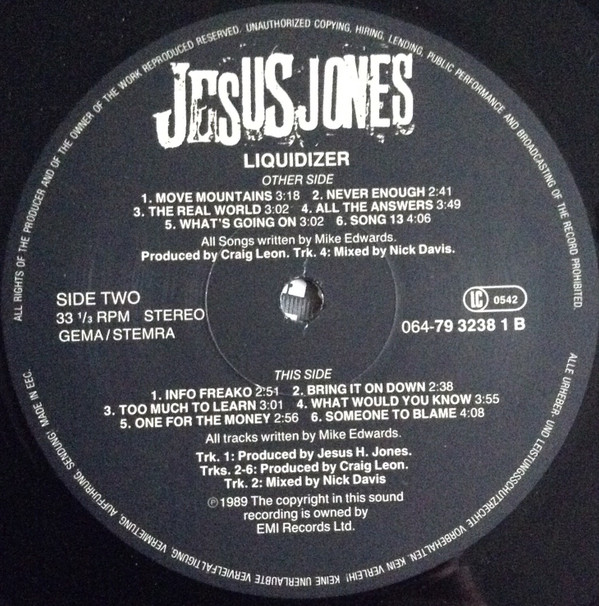 ALL RIGHTS OF THE PRODUCER AND OF THE OWNER OF THE WORK REPRODUCED RESERVED. UNAUTHORIZED COPYING, HIRING, LENDING, PUBLIC PERFORMANCE AND BROADCASTING OF THE RECORD PROHIBITED.
JESUS JONES
LIQUIDIZER
OTHER SIDE
1. MOVE MOUNTAINS 3:18 2. NEVER ENOUGH 2:41
3. THE REAL WORLD 3:02 4. ALL THE ANSWERS 3:49
5. WHAT'S GOING ON 3:02 6. SONG 13 4:06
All Songs written by Mike Edwards.
Produced by Craig Leon. Trk. 4: Mixed by Nick Davis.
SIDE TWO
33 1/3 RPM STEREO
GEMA/STEMRA
LC 0542
064-79 3238 1 B
THIS SIDE
1. INFO FREAKO 2:51 2. BRING IT ON DOWN 2:38
3. TOO MUCH TO LEARN 3:01 4. WHAT WOULD YOU KNOW 3:55
5. ONE FOR THE MONEY 2:56 6. SOMEONE TO BLAME 4:08
All tracks written by Mike Edwards.
Trk. 1: Produced by Jesus H. Jones.
Trks. 2-6: Produced by Craig Leon.
Trk. 2: Mixed by Nick Davis
℗ 1989 The copyright in this sound
recording is owned by
EMI Records Ltd.
ALLE URHEBER- UND LEISTUNGSSCHUTZRECHTE VORBEHALTEN. KEIN VERLEIH! KEINE UNERLAUBTE VERVIELFÄLTIGUNG, VERMIETUNG, AUFFÜHRUNG, SENDUNG. MADE IN EEC.